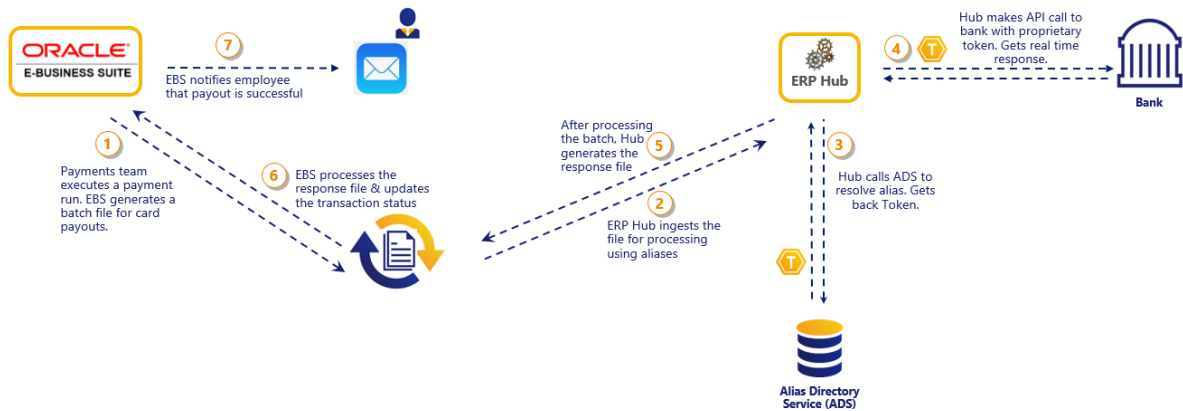 ORACLE®
E-BUSINESS SUITE
7
EBS notifies employee
that payout is successful
ERP Hub
4
T
Hub makes API call to
bank with proprietary
token. Gets real time
response.
Bank
1
Payments team
executes a payment
run. EBS generates a
batch file for card
payouts.
6
EBS processes the
response file & updates
the transaction status
After processing
the batch, Hub
generates the
response file
5
2
ERP Hub ingests the
file for processing
using aliases
3
Hub calls ADS to
resolve alias. Gets
back Token.
T
Alias Directory
Service (ADS)